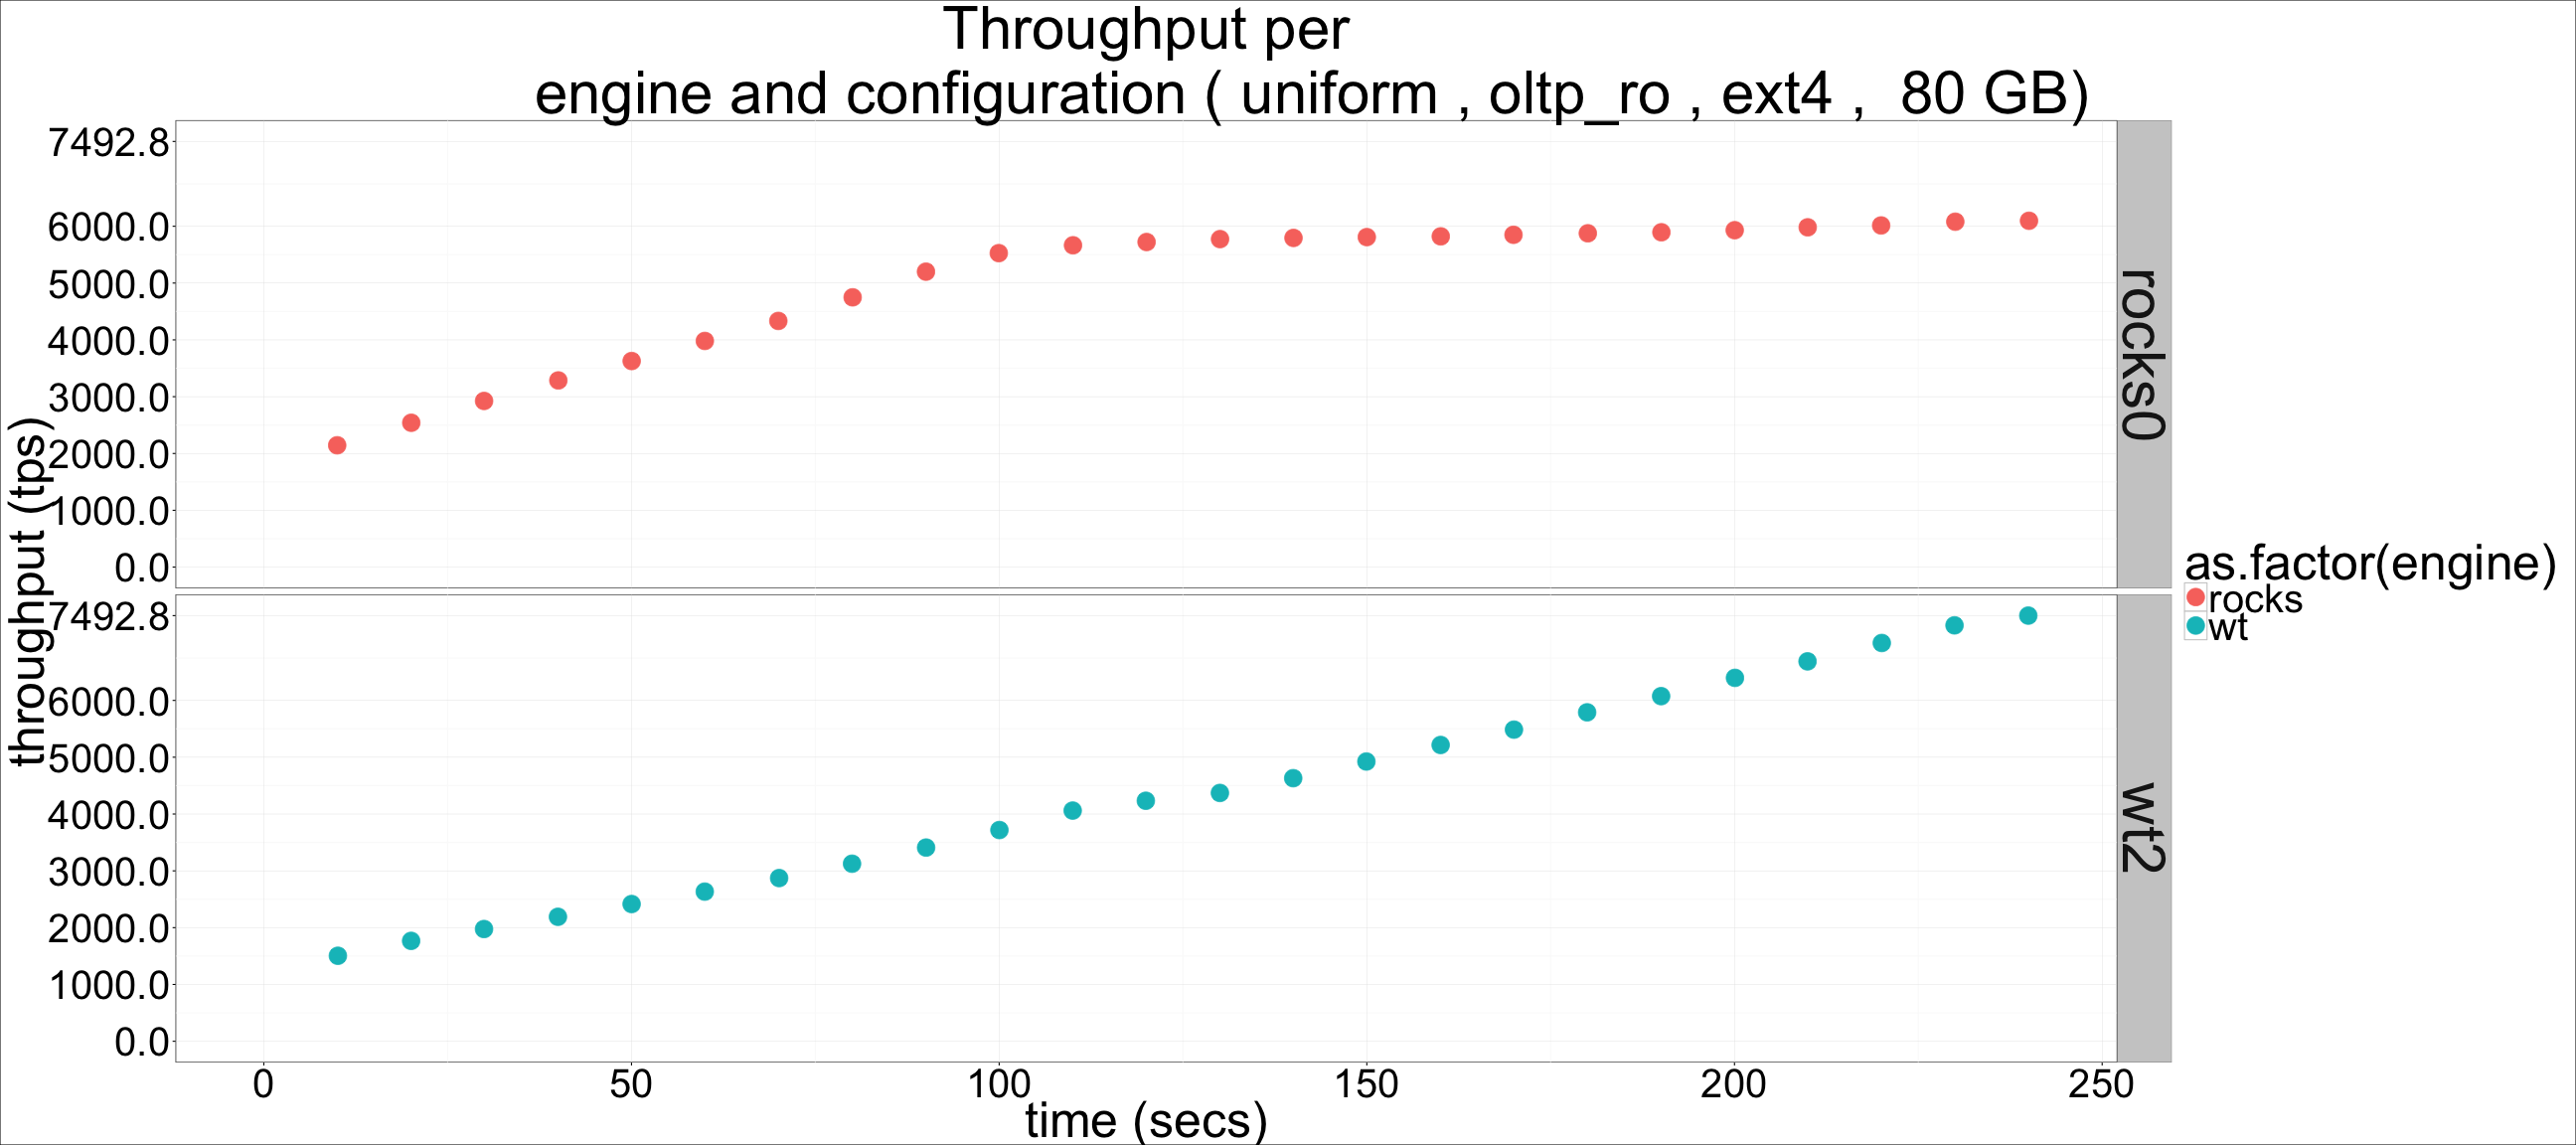 Throughput per
engine and configuration ( uniform , oltp_ro , ext4 , 80 GB)
throughput (tps)
7492.8
6000.0
5000.0
4000.0
3000.0
2000.0
1000.0
0.0
rocks0
7492.8
6000.0
5000.0
4000.0
3000.0
2000.0
1000.0
0.0
wt2
0 50 100 150 200 250
time (secs)
as.factor(engine)
rocks
wt